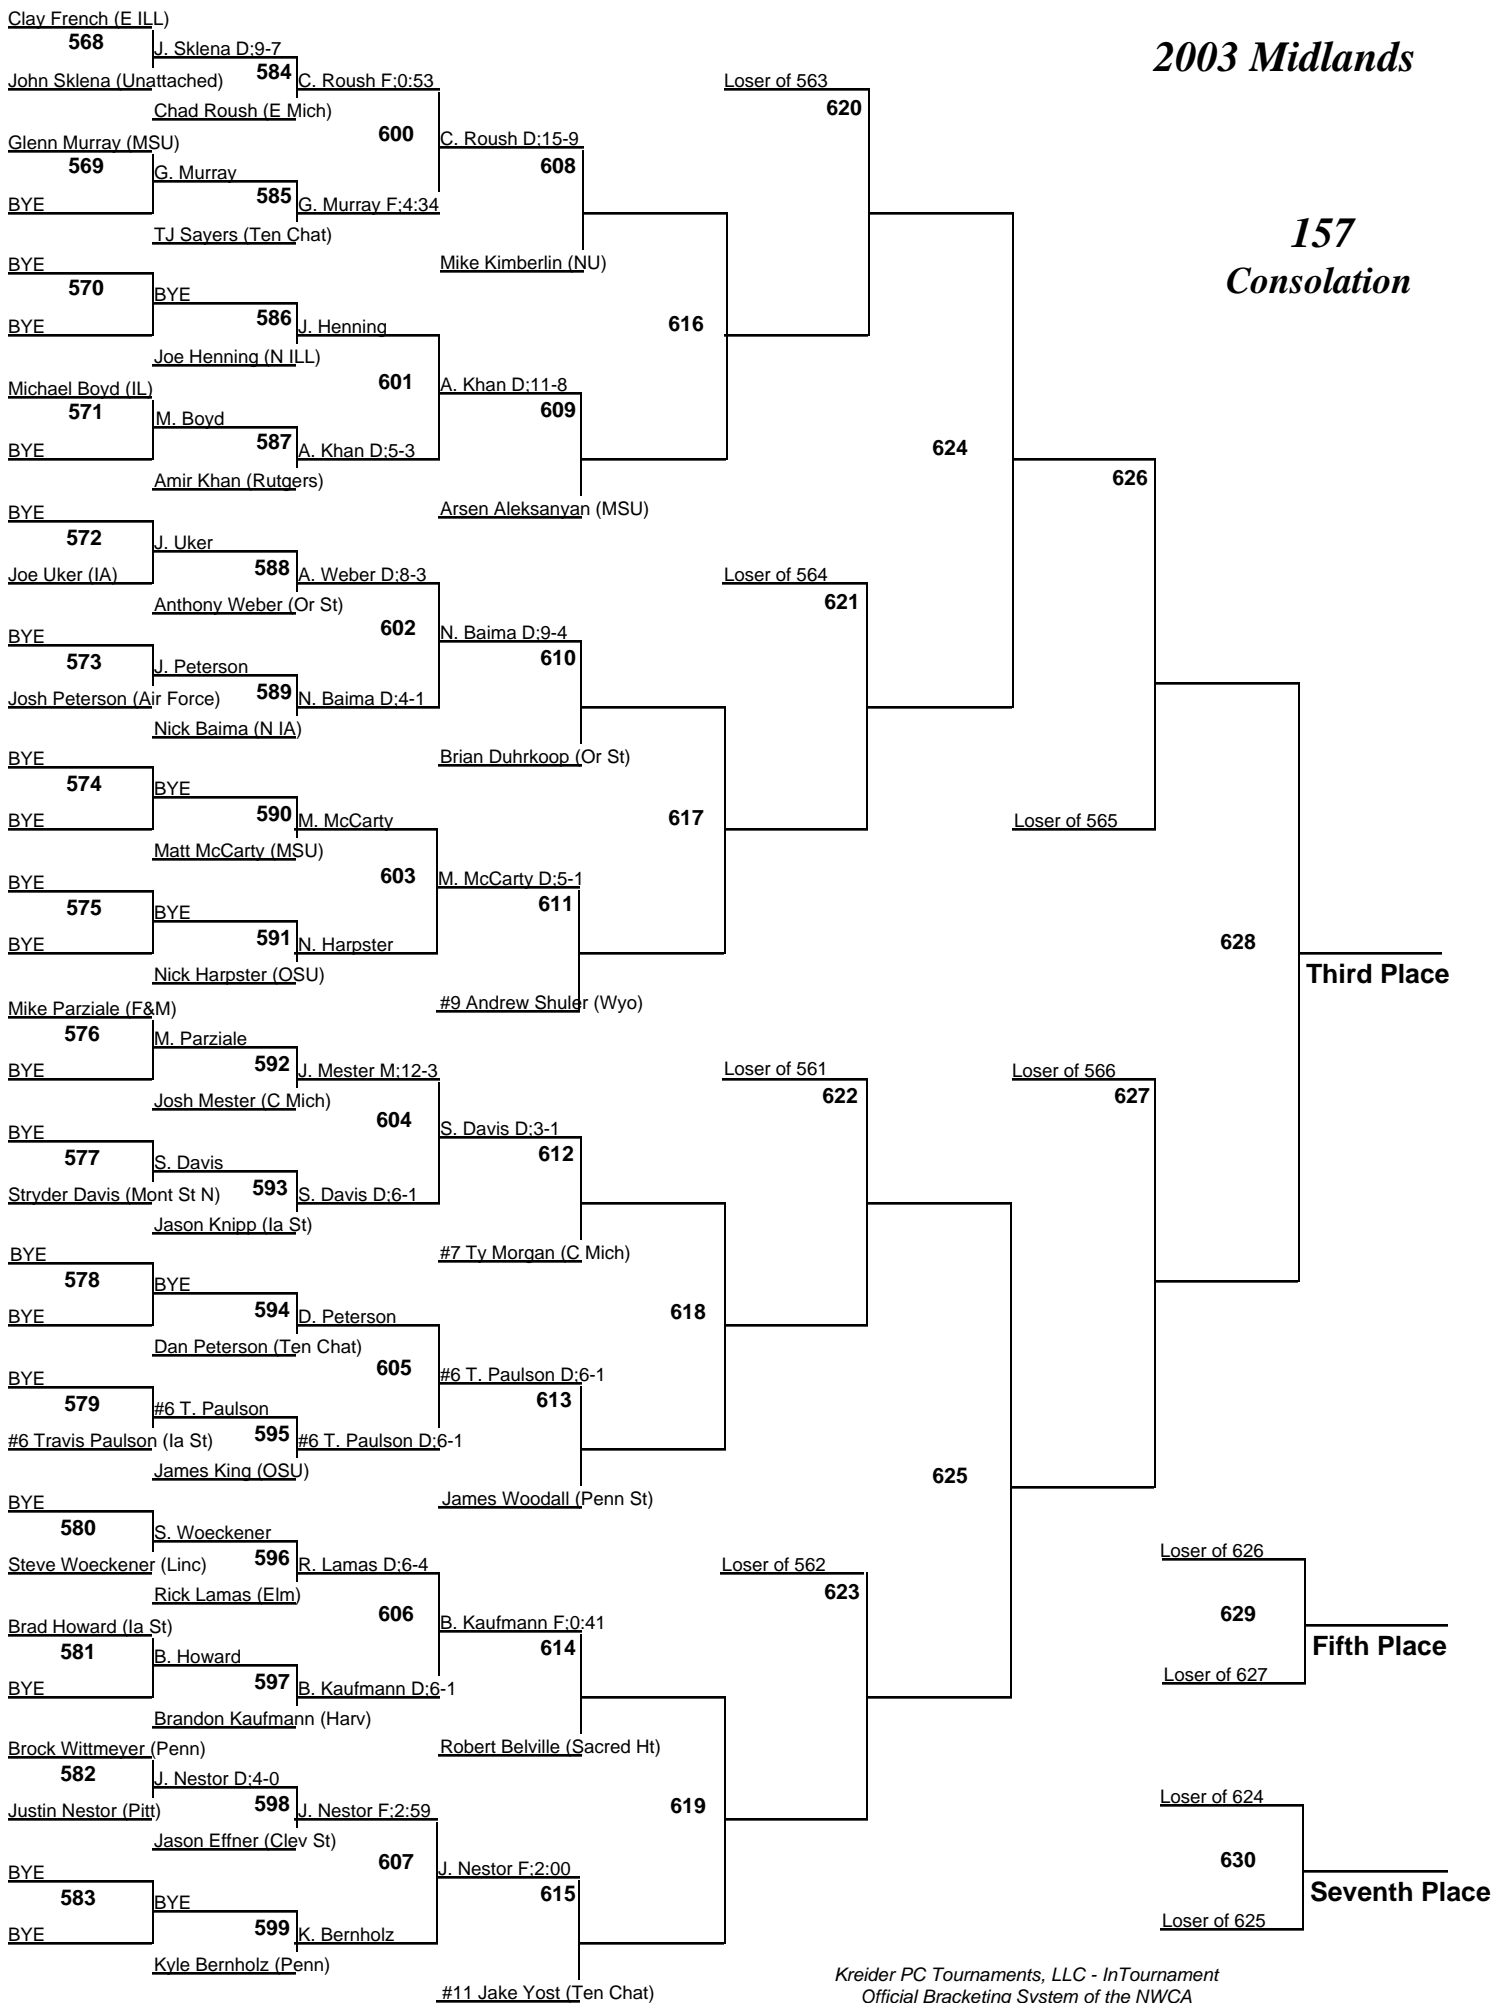 2003 Midlands
157
Consolation
Clay French (E ILL)
568
John Sklena (Unattached)
Glenn Murray (MSU)
569
BYE
BYE
570
BYE
Michael Boyd (IL)
571
BYE
BYE
572
Joe Uker (IA)
BYE
573
Josh Peterson (Air Force)
BYE
574
BYE
BYE
575
BYE
Mike Parziale (F&M)
576
BYE
BYE
577
Stryder Davis (Mont St N)
BYE
578
BYE
BYE
579
#6 Travis Paulson (Ia St)
BYE
580
Steve Woeckener (Linc)
Brad Howard (Ia St)
581
BYE
Brock Wittmeyer (Penn)
582
Justin Nestor (Pitt)
BYE
583
BYE
J. Sklena D;9-7
584
Chad Roush (E Mich)
G. Murray
585
TJ Sayers (Ten Chat)
BYE
586
Joe Henning (N ILL)
M. Boyd
587
Amir Khan (Rutgers)
J. Uker
588
Anthony Weber (Or St)
J. Peterson
589
Nick Baima (N IA)
BYE
590
Matt McCarty (MSU)
BYE
591
Nick Harpster (OSU)
M. Parziale
592
Josh Mester (C Mich)
S. Davis
593
Jason Knipp (Ia St)
BYE
594
Dan Peterson (Ten Chat)
#6 T. Paulson
595
James King (OSU)
S. Woeckener
596
Rick Lamas (Elm)
B. Howard
597
Brandon Kaufmann (Harv)
J. Nestor D;4-0
598
Jason Effner (Clev St)
BYE
599
Kyle Bernholz (Penn)
C. Roush F;0:53
600
G. Murray F;4:34
J. Henning
601
A. Khan D;5-3
A. Weber D;8-3
602
N. Baima D;4-1
M. McCarty
603
N. Harpster
J. Mester M;12-3
604
S. Davis D;6-1
D. Peterson
605
#6 T. Paulson D;6-1
R. Lamas D;6-4
606
B. Kaufmann D;6-1
J. Nestor F;2:59
607
K. Bernholz
C. Roush D;15-9
608
Mike Kimberlin (NU)
A. Khan D;11-8
609
Arsen Aleksanyan (MSU)
N. Baima D;9-4
610
Brian Duhrkoop (Or St)
M. McCarty D;5-1
611
#9 Andrew Shuler (Wyo)
S. Davis D;3-1
612
#7 Ty Morgan (C Mich)
#6 T. Paulson D;6-1
613
James Woodall (Penn St)
B. Kaufmann F;0:41
614
Robert Belville (Sacred Ht)
J. Nestor F;2:00
615
#11 Jake Yost (Ten Chat)
616
617
618
619
Loser of 563
620
Loser of 564
621
Loser of 561
622
Loser of 562
623
624
625
626
Loser of 565
Loser of 566
627
628
Third Place
Loser of 626
629
Fifth Place
Loser of 627
Loser of 624
630
Seventh Place
Loser of 625
Kreider PC Tournaments, LLC - InTournament
Official Bracketing System of the NWCA